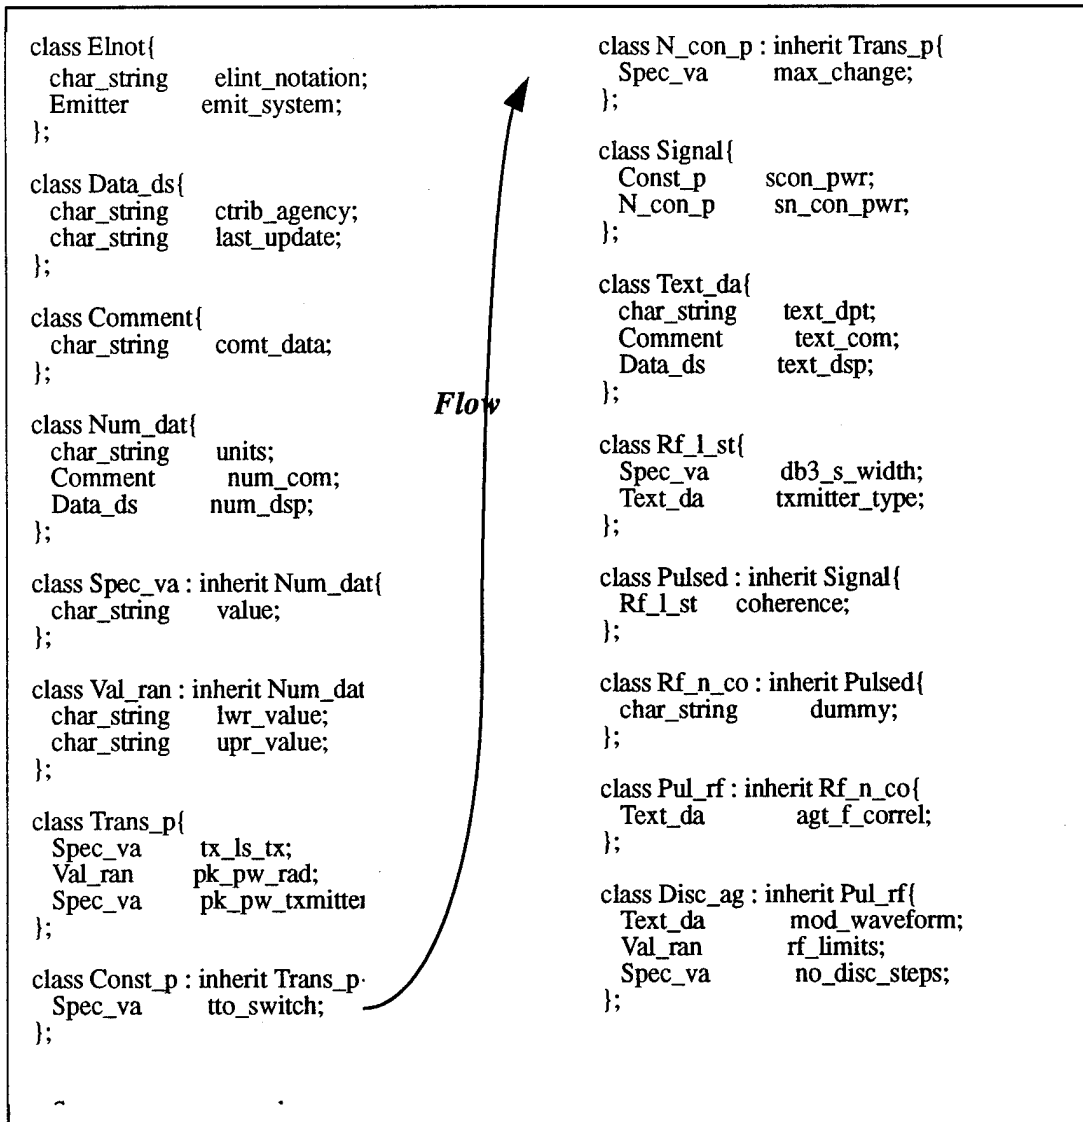 class Elnot{
char_string elint_notation;
Emitter emit_system;
};
class Data_ds{
char_string ctrib_agency;
char_string last_update;
};
class Comment{
char_string comt_data;
};
class Num_dat{
char_string units;
Comment num_com;
Data_ds num_dsp;
};
class Spec_va : inherit Num_dat{
char_string value;
};
class Val_ran : inherit Num_dat
char_string lwr_value;
char_string upr_value;
};
class Trans_p{
Spec_va tx_ls_tx;
Val_ran pk_pw_rad;
Spec_va pk_pw_txmitter
};
class Const_p : inherit Trans_p
Spec_va tto_switch;
};
Flow
class N_con_p : inherit Trans_p{
Spec_va max_change;
};
class Signal{
Const_p scon_pwr;
N_con_p sn_con_pwr;
};
class Text_da{
char_string text_dpt;
Comment text_com;
Data_ds text_dsp;
};
class Rf_l_st{
Spec_va db3_s_width;
Text_da txmitter_type;
};
class Pulsed : inherit Signal{
Rf_l_st coherence;
};
class Rf_n_co : inherit Pulsed{
char_string dummy;
};
class Pul_rf : inherit Rf_n_co{
Text_da agt_f_correl;
};
class Disc_ag : inherit Pul_rf{
Text_da mod_waveform;
Val_ran rf_limits;
Spec_va no_disc_steps;
};